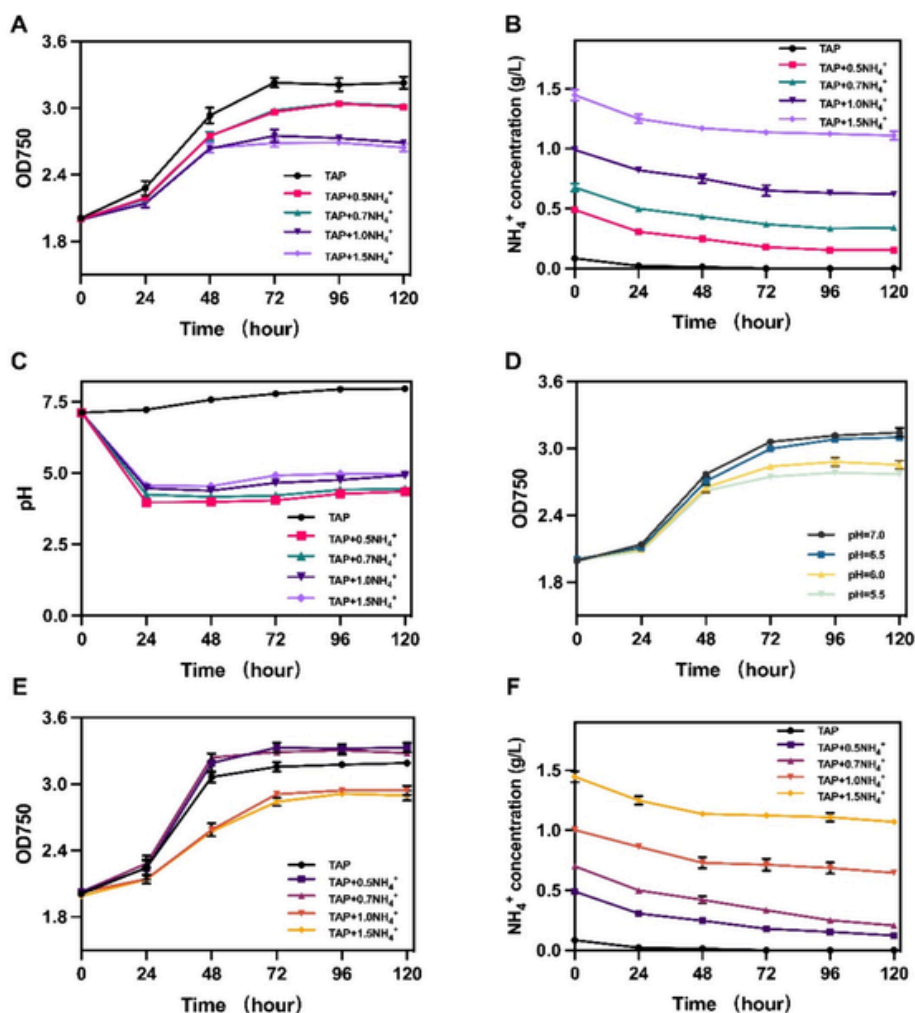 A
OD750
3.6
3.0
2.4
1.8
0 24 48 72 96 120
Time (hour)
TAP
TAP+0.5NH₄⁺
TAP+0.7NH₄⁺
TAP+1.0NH₄⁺
TAP+1.5NH₄⁺
B
NH₄⁺ concentration (g/L)
1.5
1.0
0.5
0.0
0 24 48 72 96 120
Time (hour)
TAP
TAP+0.5NH₄⁺
TAP+0.7NH₄⁺
TAP+1.0NH₄⁺
TAP+1.5NH₄⁺
C
pH
7.5
5.0
2.5
0.0
0 24 48 72 96 120
Time (hour)
TAP
TAP+0.5NH₄⁺
TAP+0.7NH₄⁺
TAP+1.0NH₄⁺
TAP+1.5NH₄⁺
D
OD750
3.6
3.0
2.4
1.8
0 24 48 72 96 120
Time (hour)
pH=7.0
pH=6.5
pH=6.0
pH=5.5
E
OD750
3.6
3.0
2.4
1.8
0 24 48 72 96 120
Time (hour)
TAP
TAP+0.5NH₄⁺
TAP+0.7NH₄⁺
TAP+1.0NH₄⁺
TAP+1.5NH₄⁺
F
NH₄⁺ concentration (g/L)
1.5
1.0
0.5
0.0
0 24 48 72 96 120
Time (hour)
TAP
TAP+0.5NH₄⁺
TAP+0.7NH₄⁺
TAP+1.0NH₄⁺
TAP+1.5NH₄⁺